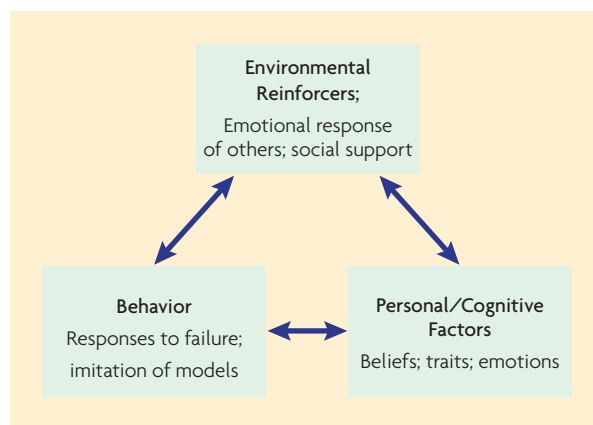 Environmental
Reinforcers;
Emotional response
of others; social support
Behavior
Responses to failure;
imitation of models
Personal/Cognitive
Factors
Beliefs; traits; emotions